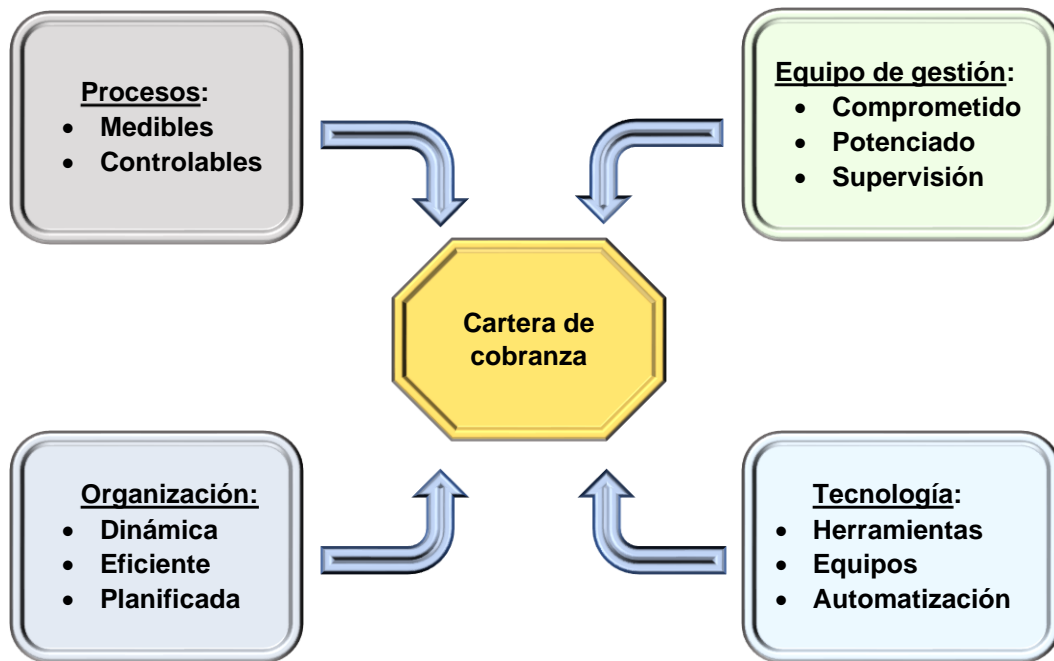 Procesos:
• Medibles
• Controlables
Equipo de gestión:
• Comprometido
• Potenciado
• Supervisión
Cartera de
cobranza
Organización:
• Dinámica
• Eficiente
• Planificada
Tecnología:
• Herramientas
• Equipos
• Automatización